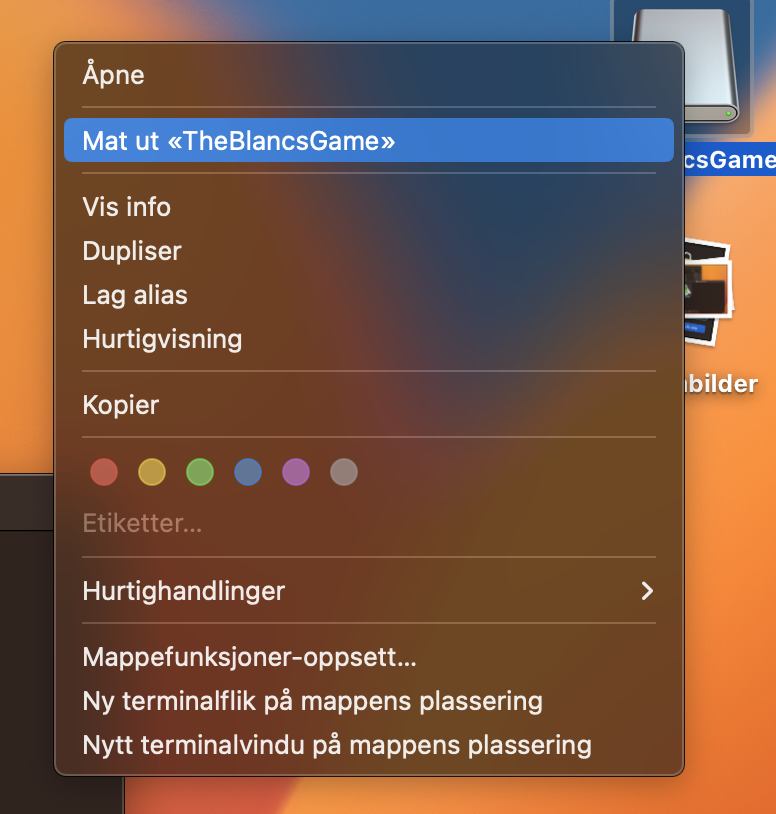 Åpne
Mat ut «TheBlancsGame»
csGame
Vis info
Dupliser
Lag alias
Hurtigvisning
bilder
Kopier
Etiketter...
Hurtighandlinger
Mappefunksjoner-oppsett...
Ny terminalflik på mappens plassering
Nytt terminalvindu på mappens plassering